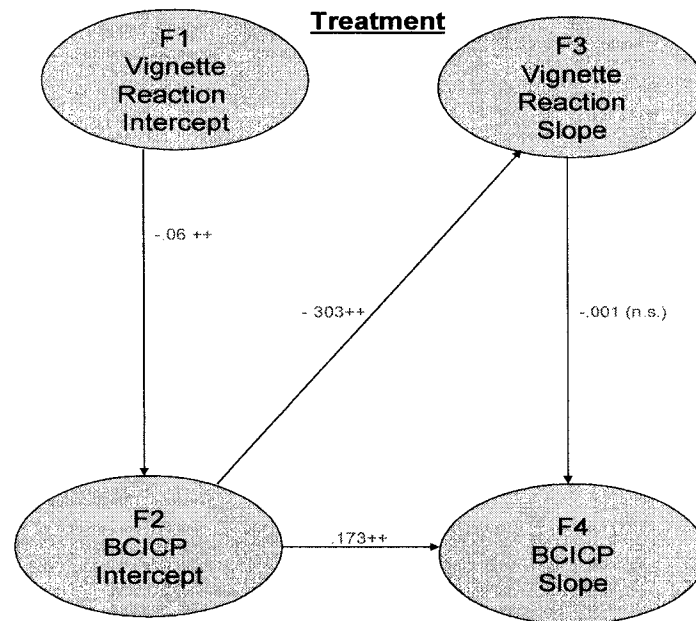 Treatment
F1
Vignette
Reaction
Intercept
F3
Vignette
Reaction
Slope
-.06 ++
- 303++
-.001 (n.s.)
F2
BCICP
Intercept
.173++
F4
BCICP
Slope